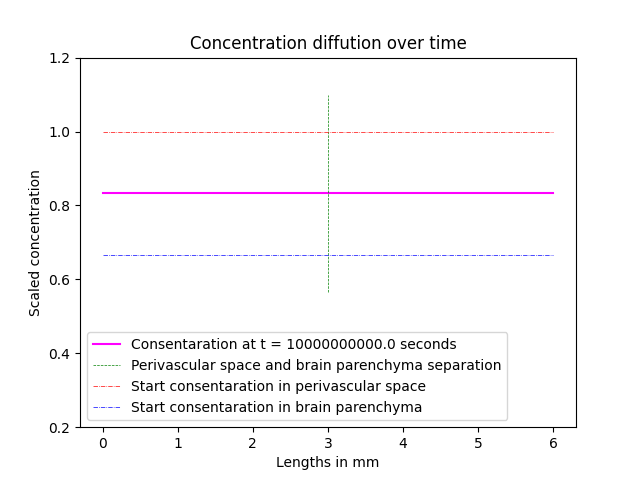 Concentration diffution over time
1.2
1.0
0.8
0.6
0.4
0.2
Scaled concentration
Consentaration at t = 10000000000.0 seconds
Perivascular space and brain parenchyma separation
Start consentaration in perivascular space
Start consentaration in brain parenchyma
0 1 2 3 4 5 6
Lengths in mm